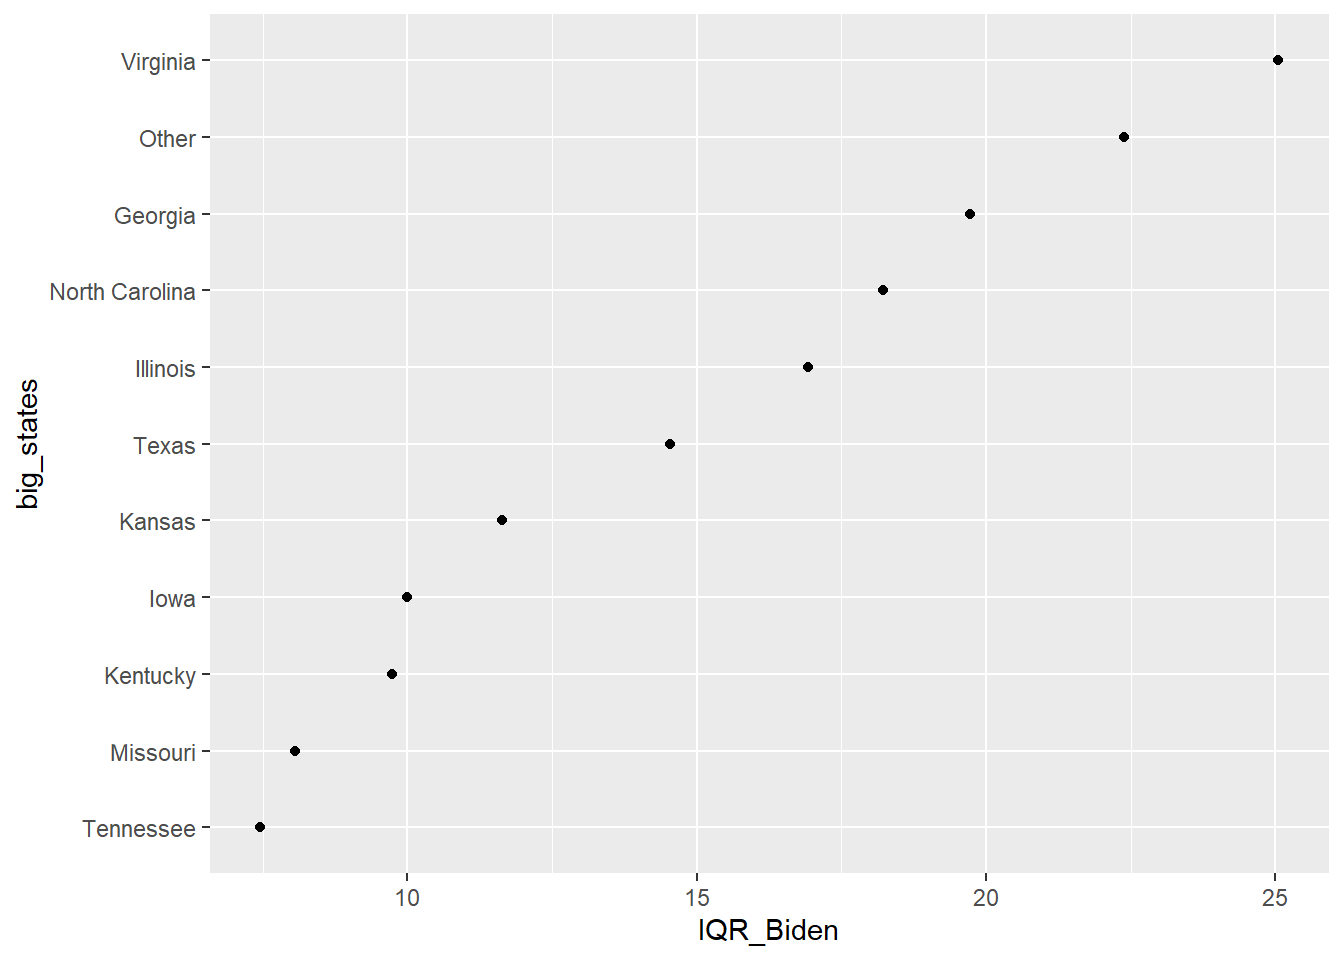 Virginia
Other
Georgia
North Carolina
Illinois
Texas
Kansas
Iowa
Kentucky
Missouri
Tennessee
big_states
10 15 20 25
IQR_Biden